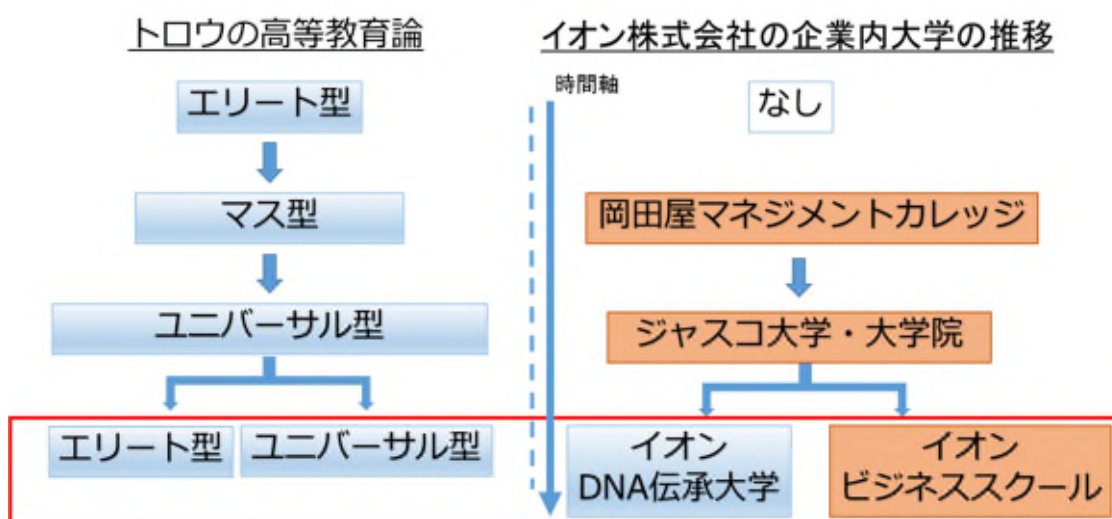 トロウの高等教育論
イオン株式会社の企業内大学の推移
時間軸
エリート型
なし
マス型
岡田屋マネジメントカレッジ
ユニバーサル型
ジャスコ大学・大学院
エリート型
ユニバーサル型
イオン
DNA伝承大学
イオン
ビジネススクール